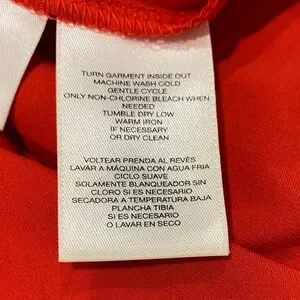 TURN GARMENT INSIDE OUT
MACHINE WASH COLD
GENTLE CYCLE
ONLY NON-CHLORINE BLEACH WHEN
NEEDED
TUMBLE DRY LOW
WARM IRON
IF NECESSARY
OR DRY CLEAN
VOLTEAR PRENDA AL REVÉS
LAVAR A MÁQUINA CON AGUA FRIA
CICLO SUAVE
SOLAMENTE BLANQUEADOR SIN
CLORO SI ES NECESARIO
SECADORA A TEMPERATURA BAJA
PLANCHA TIBIA
SI ES NECESARIO
Ó LAVAR EN SECO